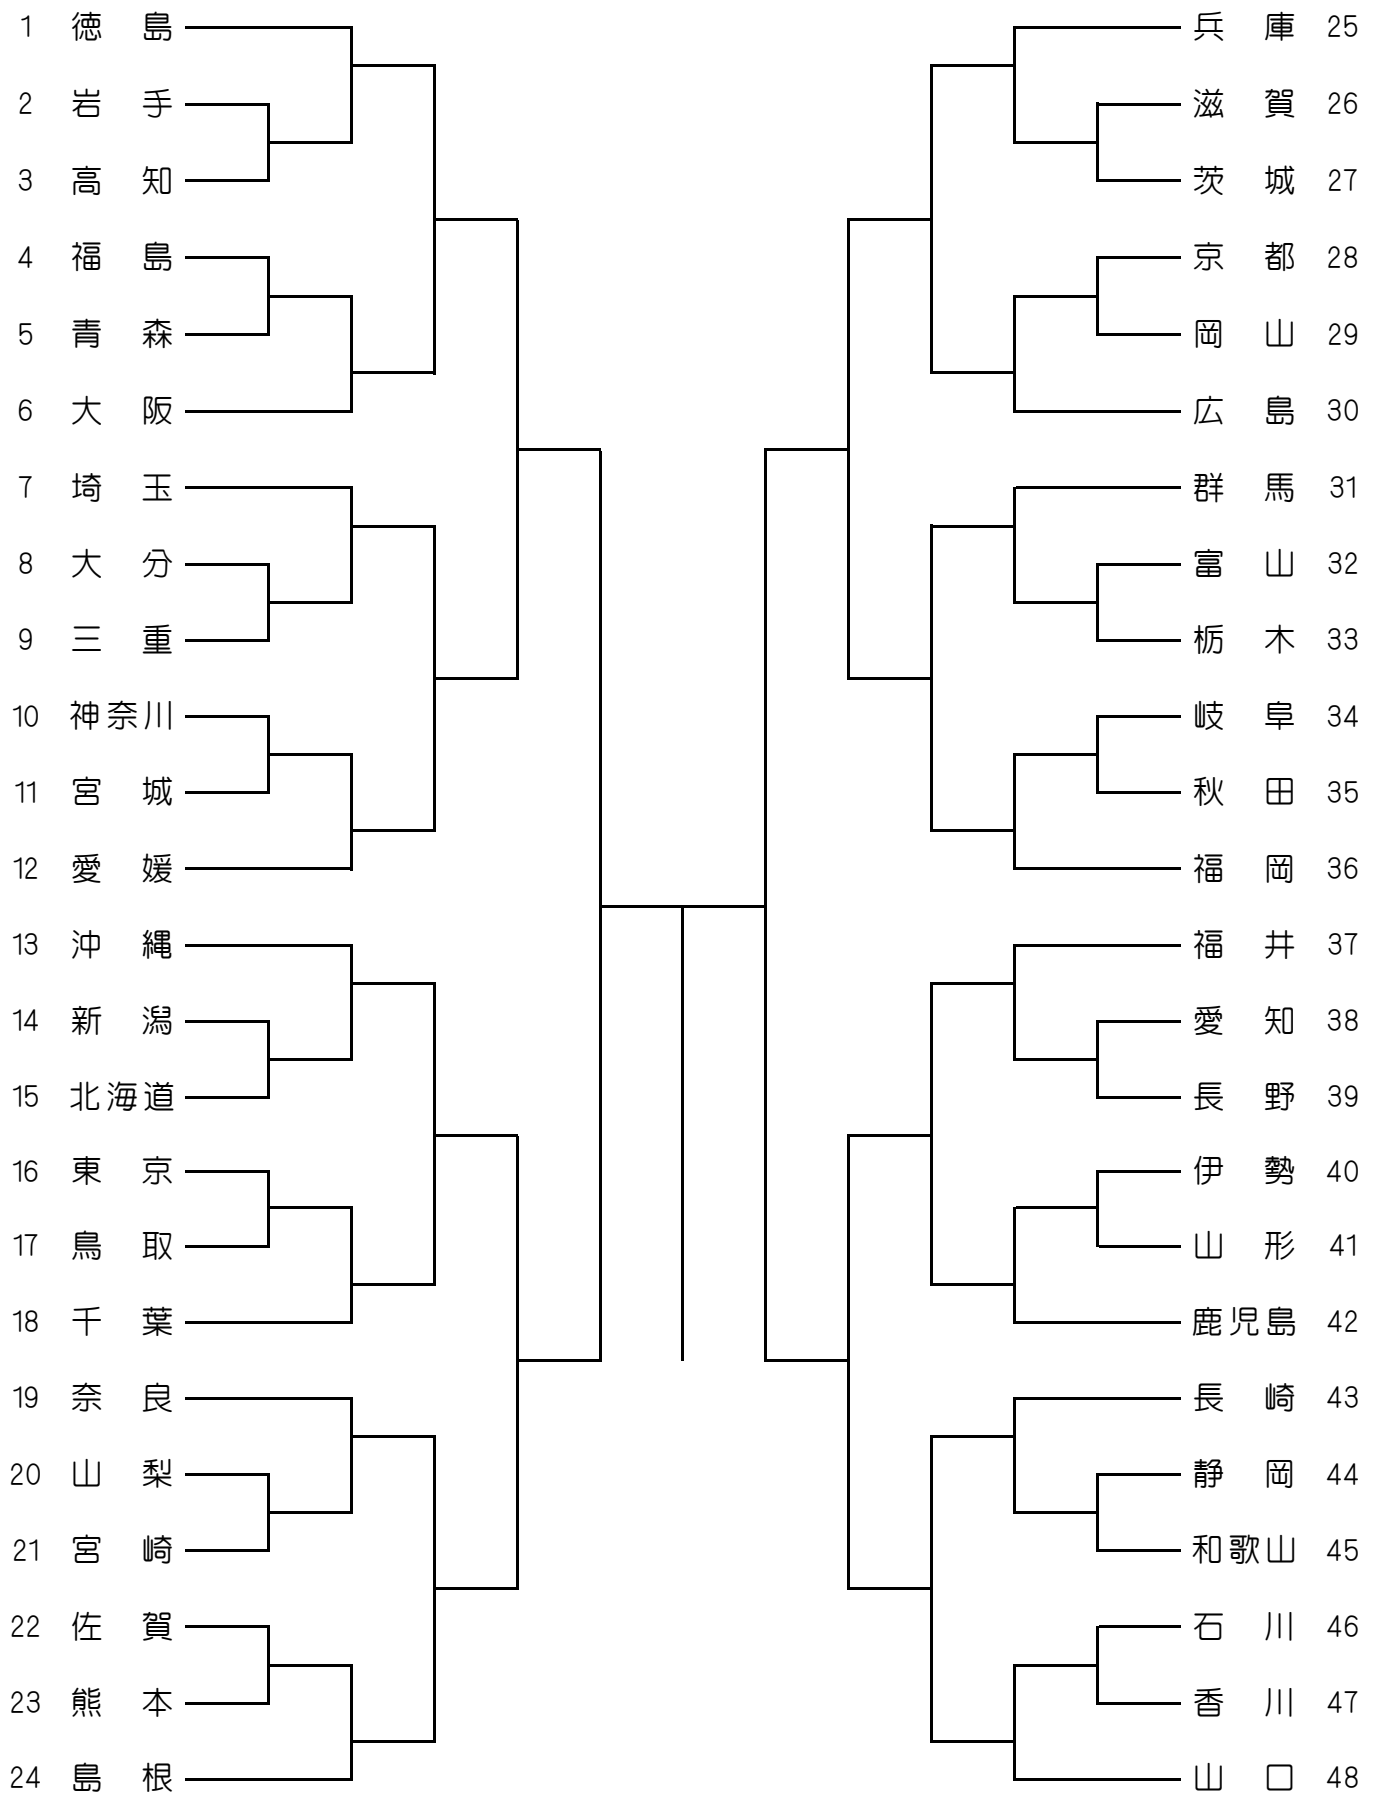 1 徳島
2 岩手
3 高知
4 福島
5 青森
6 大阪
7 埼玉
8 大分
9 三重
10 神奈川
11 宮城
12 愛媛
13 沖縄
14 新潟
15 北海道
16 東京
17 鳥取
18 千葉
19 奈良
20 山梨
21 宮崎
22 佐賀
23 熊本
24 島根
兵庫 25
滋賀 26
茨城 27
京都 28
岡山 29
広島 30
群馬 31
富山 32
栃木 33
岐阜 34
秋田 35
福岡 36
福井 37
愛知 38
長野 39
伊勢 40
山形 41
鹿児島 42
長崎 43
静岡 44
和歌山 45
石川 46
香川 47
山口 48